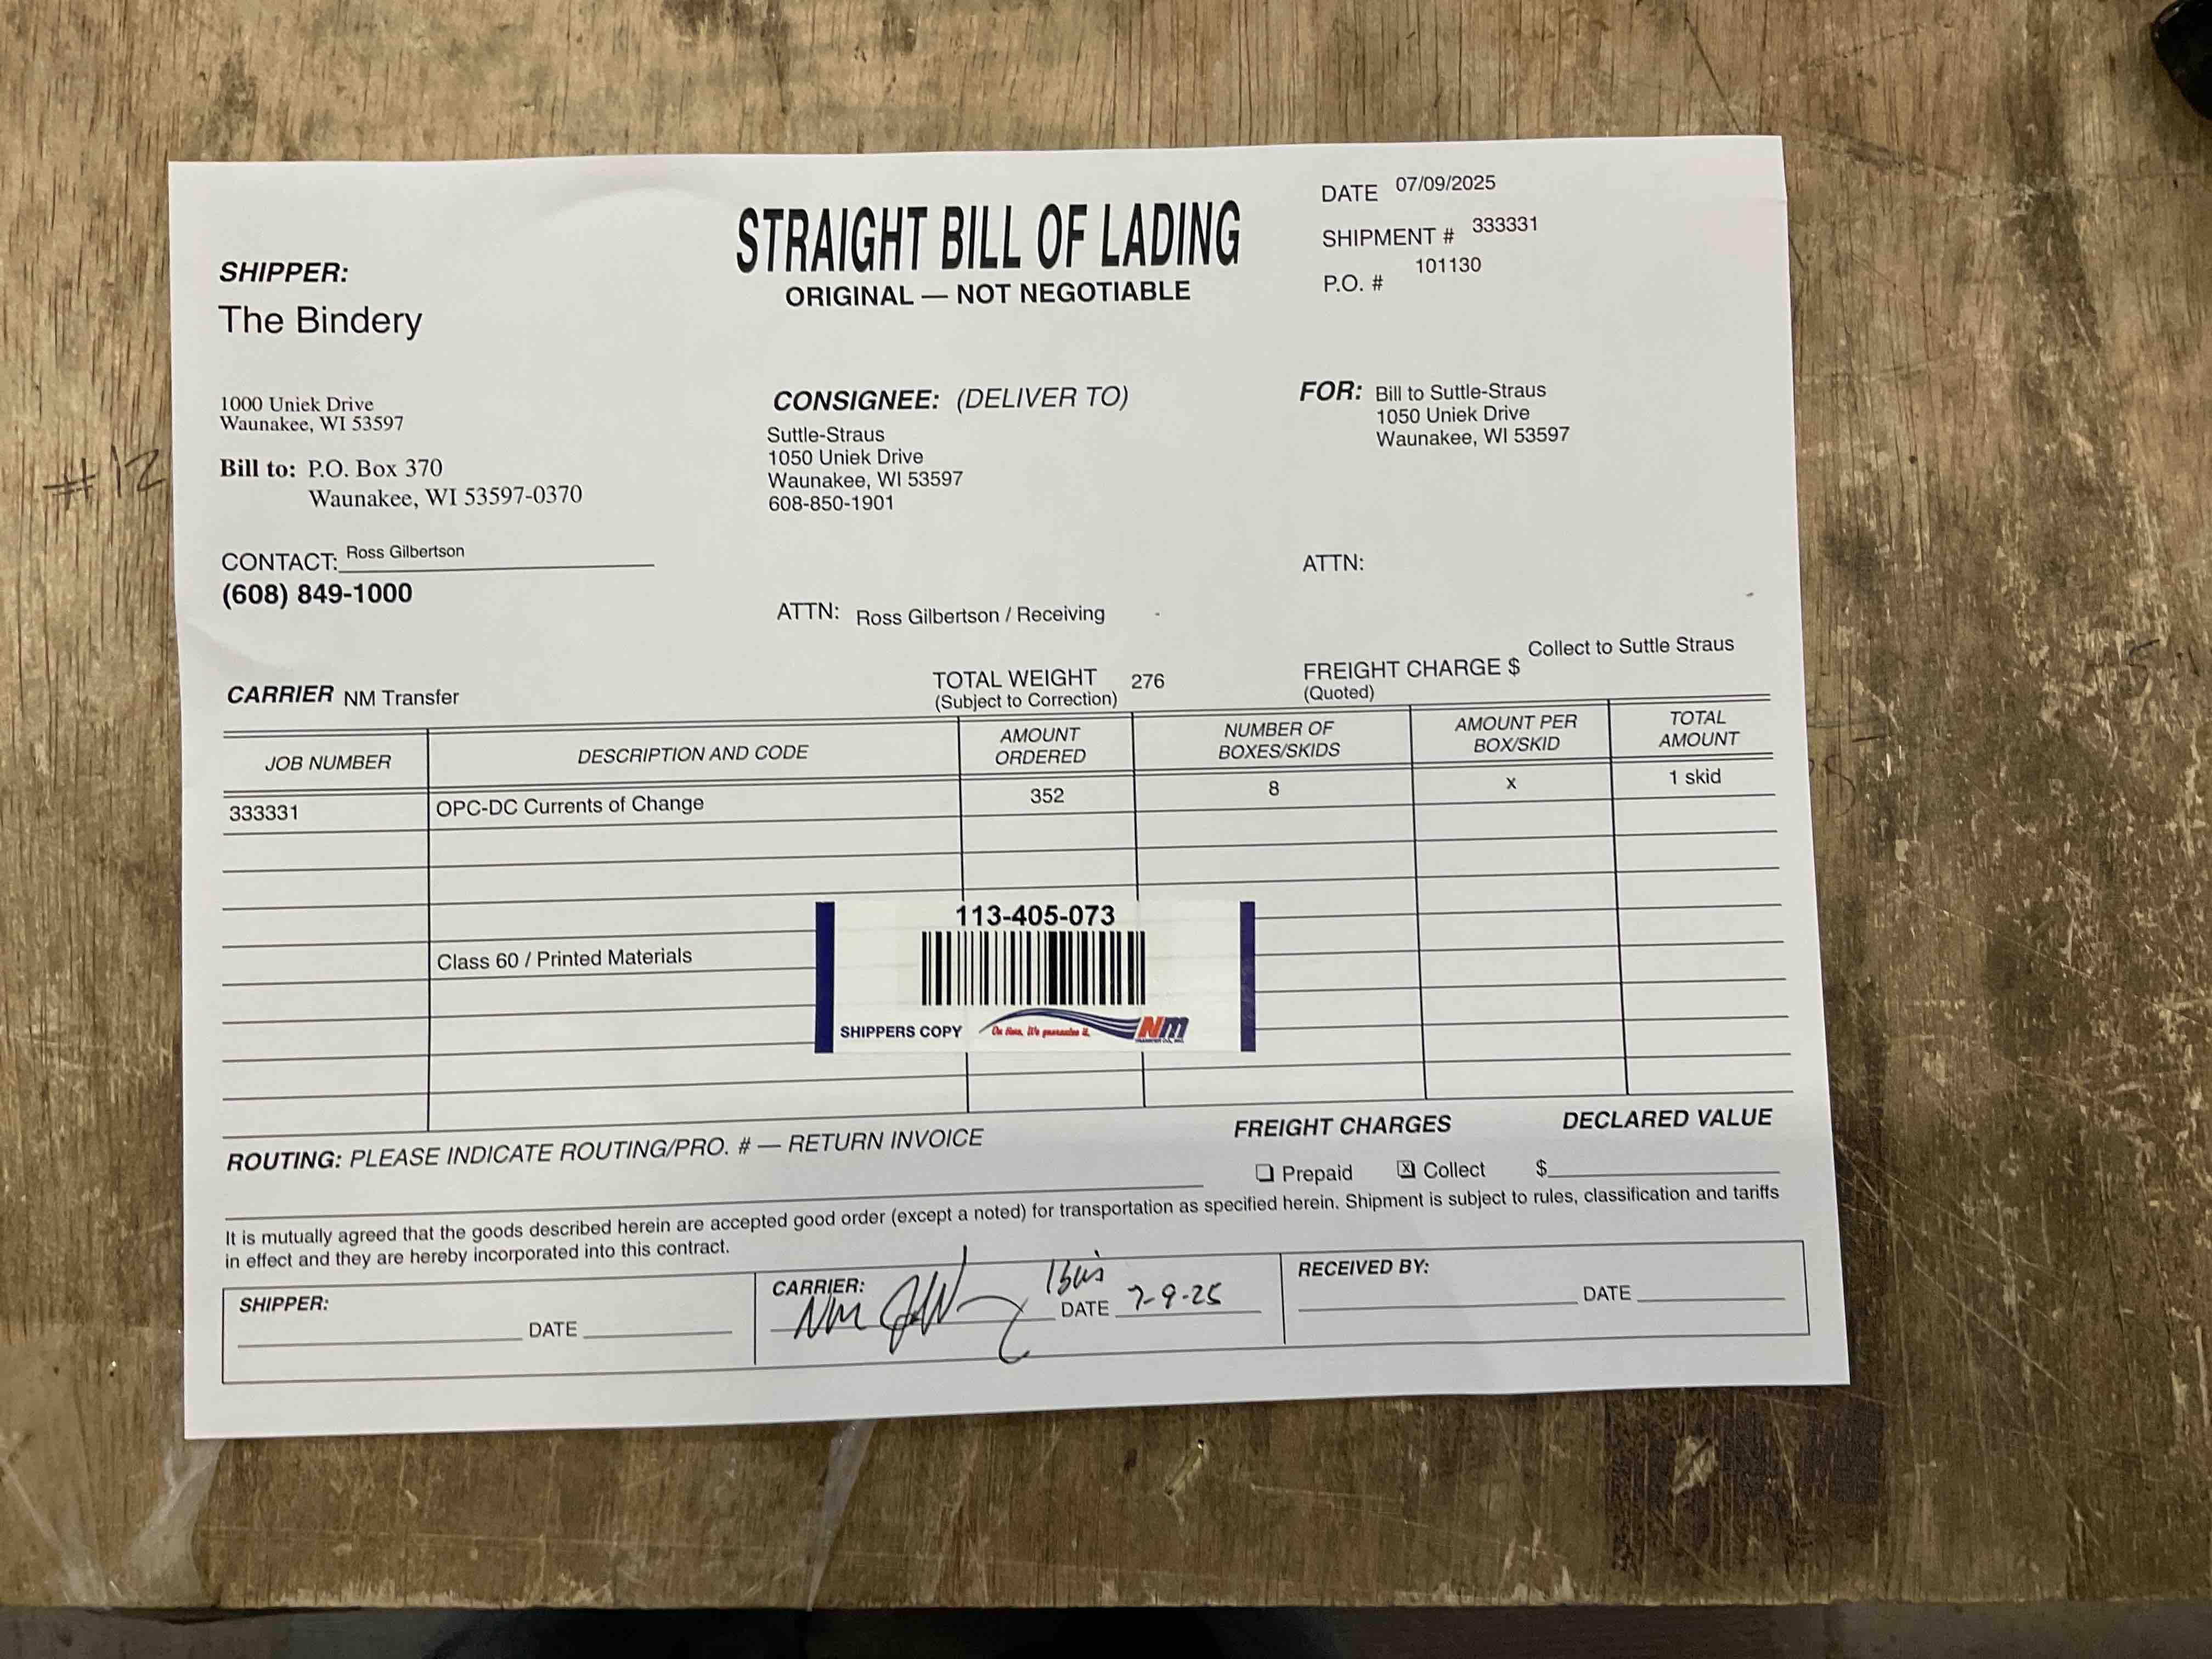 DATE 07/09/2025
SHIPMENT # 333331
P.O. # 101130
STRAIGHT BILL OF LADING
ORIGINAL — NOT NEGOTIABLE
SHIPPER:
The Bindery
1000 Uniek Drive
Waunakee, WI 53597
Bill to: P.O. Box 370
Waunakee, WI 53597-0370
#12
CONTACT: Ross Gilbertson
(608) 849-1000
CONSIGNEE: (DELIVER TO)
Suttle-Straus
1050 Uniek Drive
Waunakee, WI 53597
608-850-1901
ATTN: Ross Gilbertson / Receiving
FOR: Bill to Suttle-Straus
1050 Uniek Drive
Waunakee, WI 53597
ATTN:
CARRIER NM Transfer
TOTAL WEIGHT 276
(Subject to Correction)
FREIGHT CHARGE $ Collect to Suttle Straus
(Quoted)
JOB NUMBER DESCRIPTION AND CODE AMOUNT ORDERED NUMBER OF BOXES/SKIDS AMOUNT PER BOX/SKID TOTAL AMOUNT
333331 OPC-DC Currents of Change 352 8 x 1 skid
Class 60 / Printed Materials
113-405-073
SHIPPERS COPY On time. We guarantee it. Nm
TRANSFER CO., INC.
ROUTING: PLEASE INDICATE ROUTING/PRO. # — RETURN INVOICE
FREIGHT CHARGES DECLARED VALUE
Prepaid x Collect $
It is mutually agreed that the goods described herein are accepted good order (except a noted) for transportation as specified herein. Shipment is subject to rules, classification and tariffs
in effect and they are hereby incorporated into this contract.
SHIPPER:
DATE
CARRIER:
NM
DATE 7-9-25
RECEIVED BY:
DATE